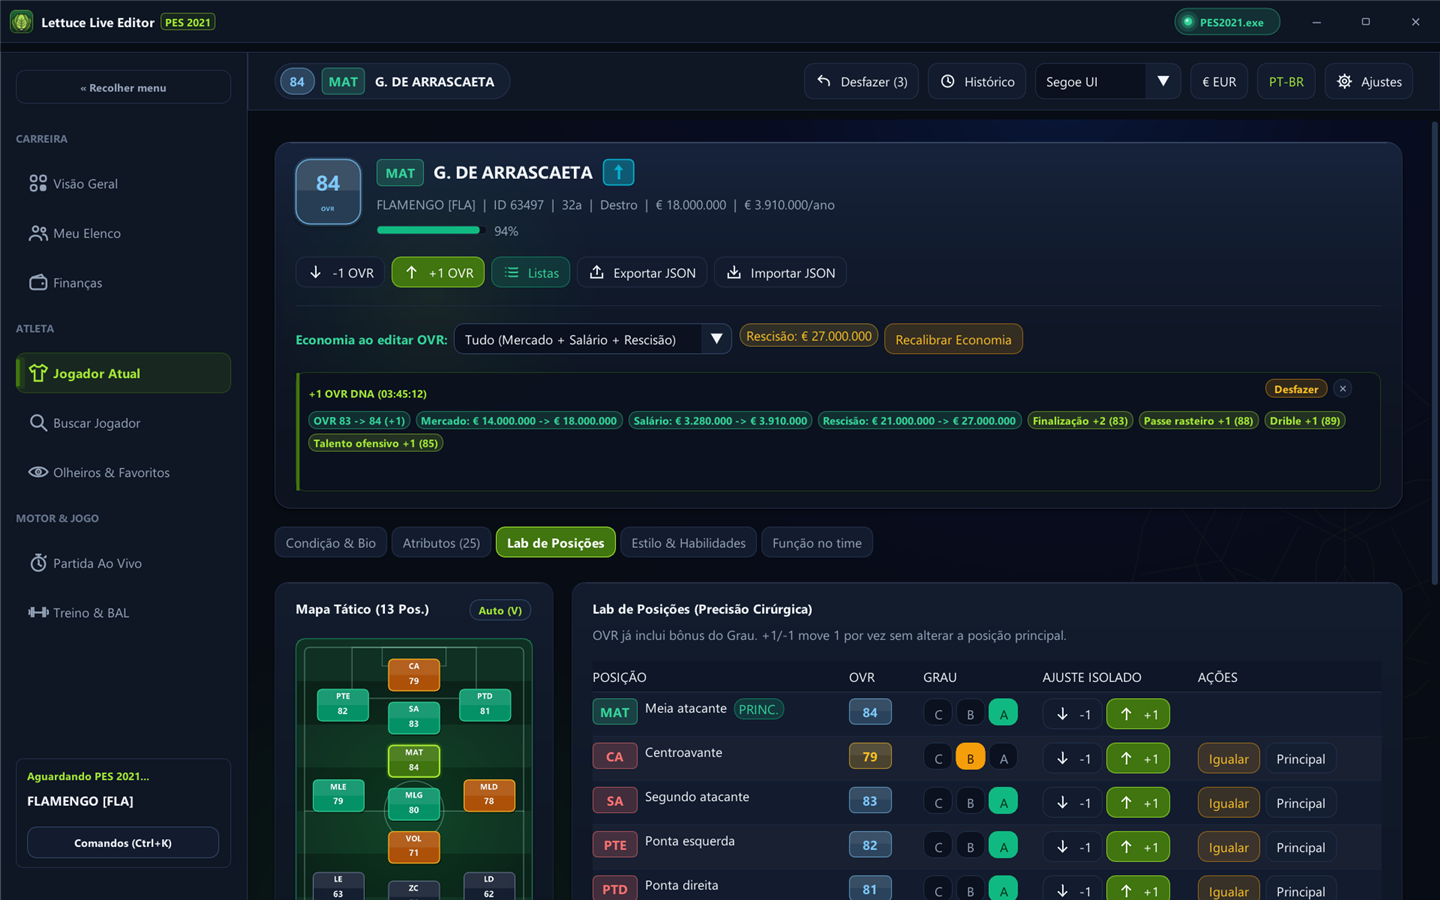 Lettuce Live Editor PES 2021 PES2021.exe
« Recolher menu
CARREIRA
Visão Geral
Meu Elenco
Finanças
ATLETA
Jogador Atual
Buscar Jogador
Olheiros & Favoritos
MOTOR & JOGO
Partida Ao Vivo
Treino & BAL
Aguardando PES 2021...
FLAMENGO [FLA]
Comandos (Ctrl+K)
84 MAT G. DE ARRASCAETA Desfazer (3) Histórico Segoe UI € EUR PT-BR Ajustes
84
OVR
MAT G. DE ARRASCAETA
FLAMENGO [FLA] | ID 63497 | 32a | Destro | € 18.000.000 | € 3.910.000/ano
94%
-1 OVR +1 OVR Listas Exportar JSON Importar JSON
Economia ao editar OVR: Tudo (Mercado + Salário + Rescisão) Rescisão: € 27.000.000 Recalibrar Economia
+1 OVR DNA (03:45:12) Desfazer ×
OVR 83 -> 84 (+1) Mercado: € 14.000.000 -> € 18.000.000 Salário: € 3.280.000 -> € 3.910.000 Rescisão: € 21.000.000 -> € 27.000.000 Finalização +2 (83) Passe rasteiro +1 (88) Drible +1 (89)
Talento ofensivo +1 (85)
Condição & Bio Atributos (25) Lab de Posições Estilo & Habilidades Função no time
Mapa Tático (13 Pos.) Auto (V)
CA
79
PTE PTD
82 81
SA
83
MAT
84
MLE MLD
79 78
MLG
80
VOL
71
LE LD
63 62
ZC
Lab de Posições (Precisão Cirúrgica)
OVR já inclui bônus do Grau. +1/-1 move 1 por vez sem alterar a posição principal.
POSIÇÃO OVR GRAU AJUSTE ISOLADO AÇÕES
MAT Meia atacante PRINC. 84 C B A -1 +1
CA Centroavante 79 C B A -1 +1 Igualar Principal
SA Segundo atacante 83 C B A -1 +1 Igualar Principal
PTE Ponta esquerda 82 C B A -1 +1 Igualar Principal
PTD Ponta direita 81 C B A -1 +1 Igualar Principal